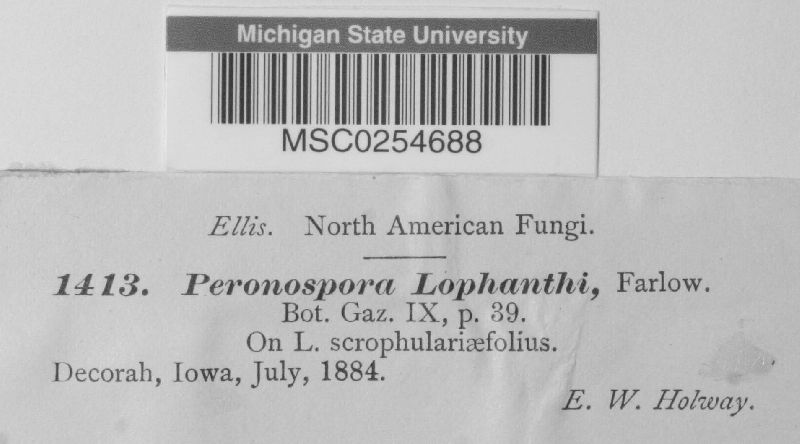 Michigan State University
MSC0254688
Ellis. North American Fungi.
1413. Peronospora Lophanthi, Farlow.
Bot. Gaz. IX, p. 39.
On L. scrophulariæfolius.
Decorah, Iowa, July, 1884.
E. W. Holway.